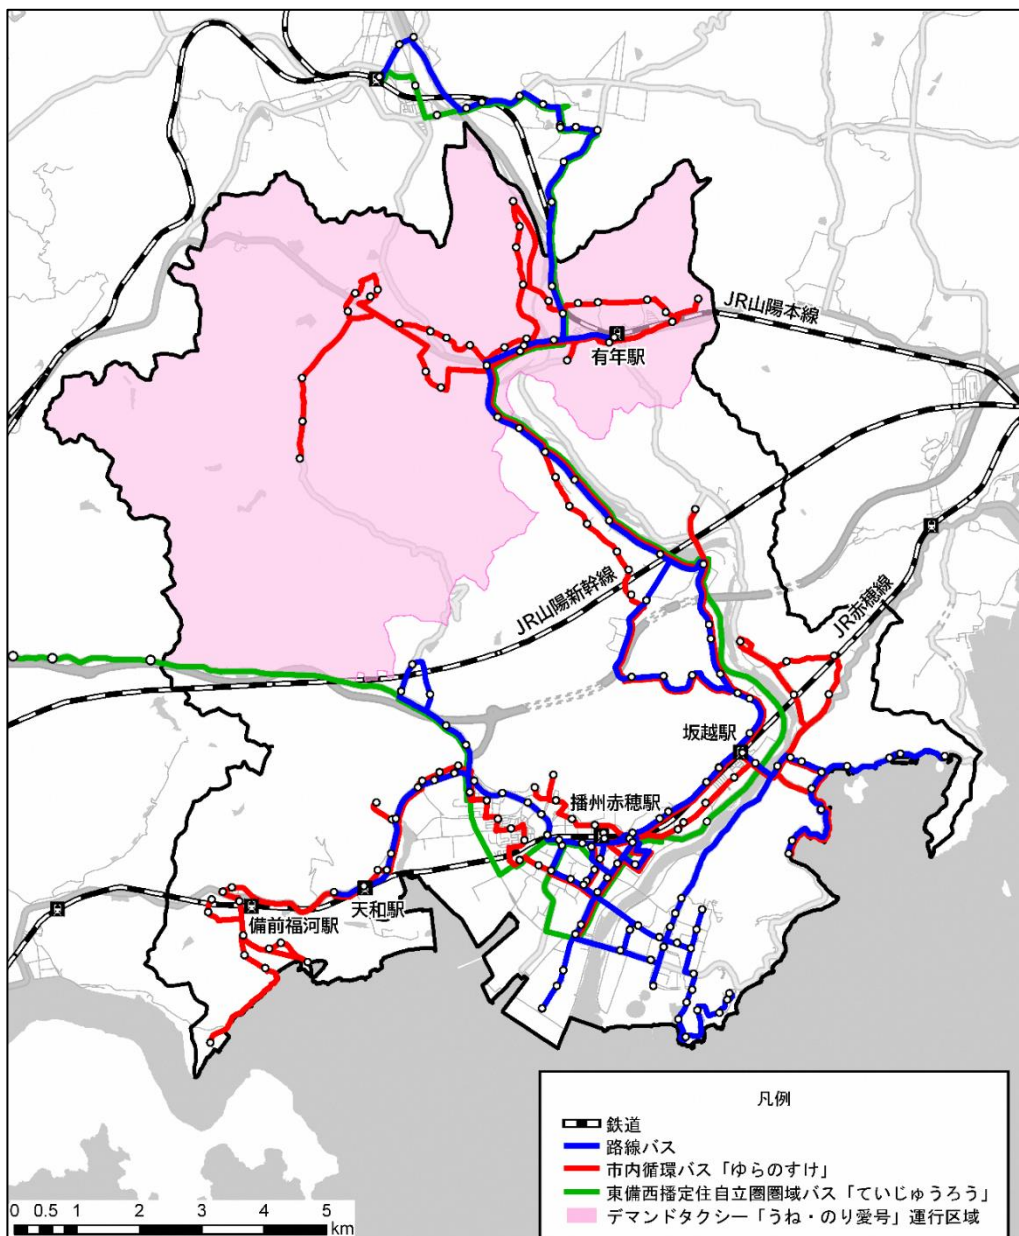 JR山陽本線
有年駅
JR山陽新幹線
JR赤穂線
坂越駅
播州赤穂駅
天和駅
備前福河駅
凡例
鉄道
路線バス
市内循環バス「ゆらのすけ」
東備西播定住自立圏圏域バス「ていじゅうろう」
デマンドタクシー「うね・のり愛号」運行区域
0 0.5 1 2 3 4 5
km